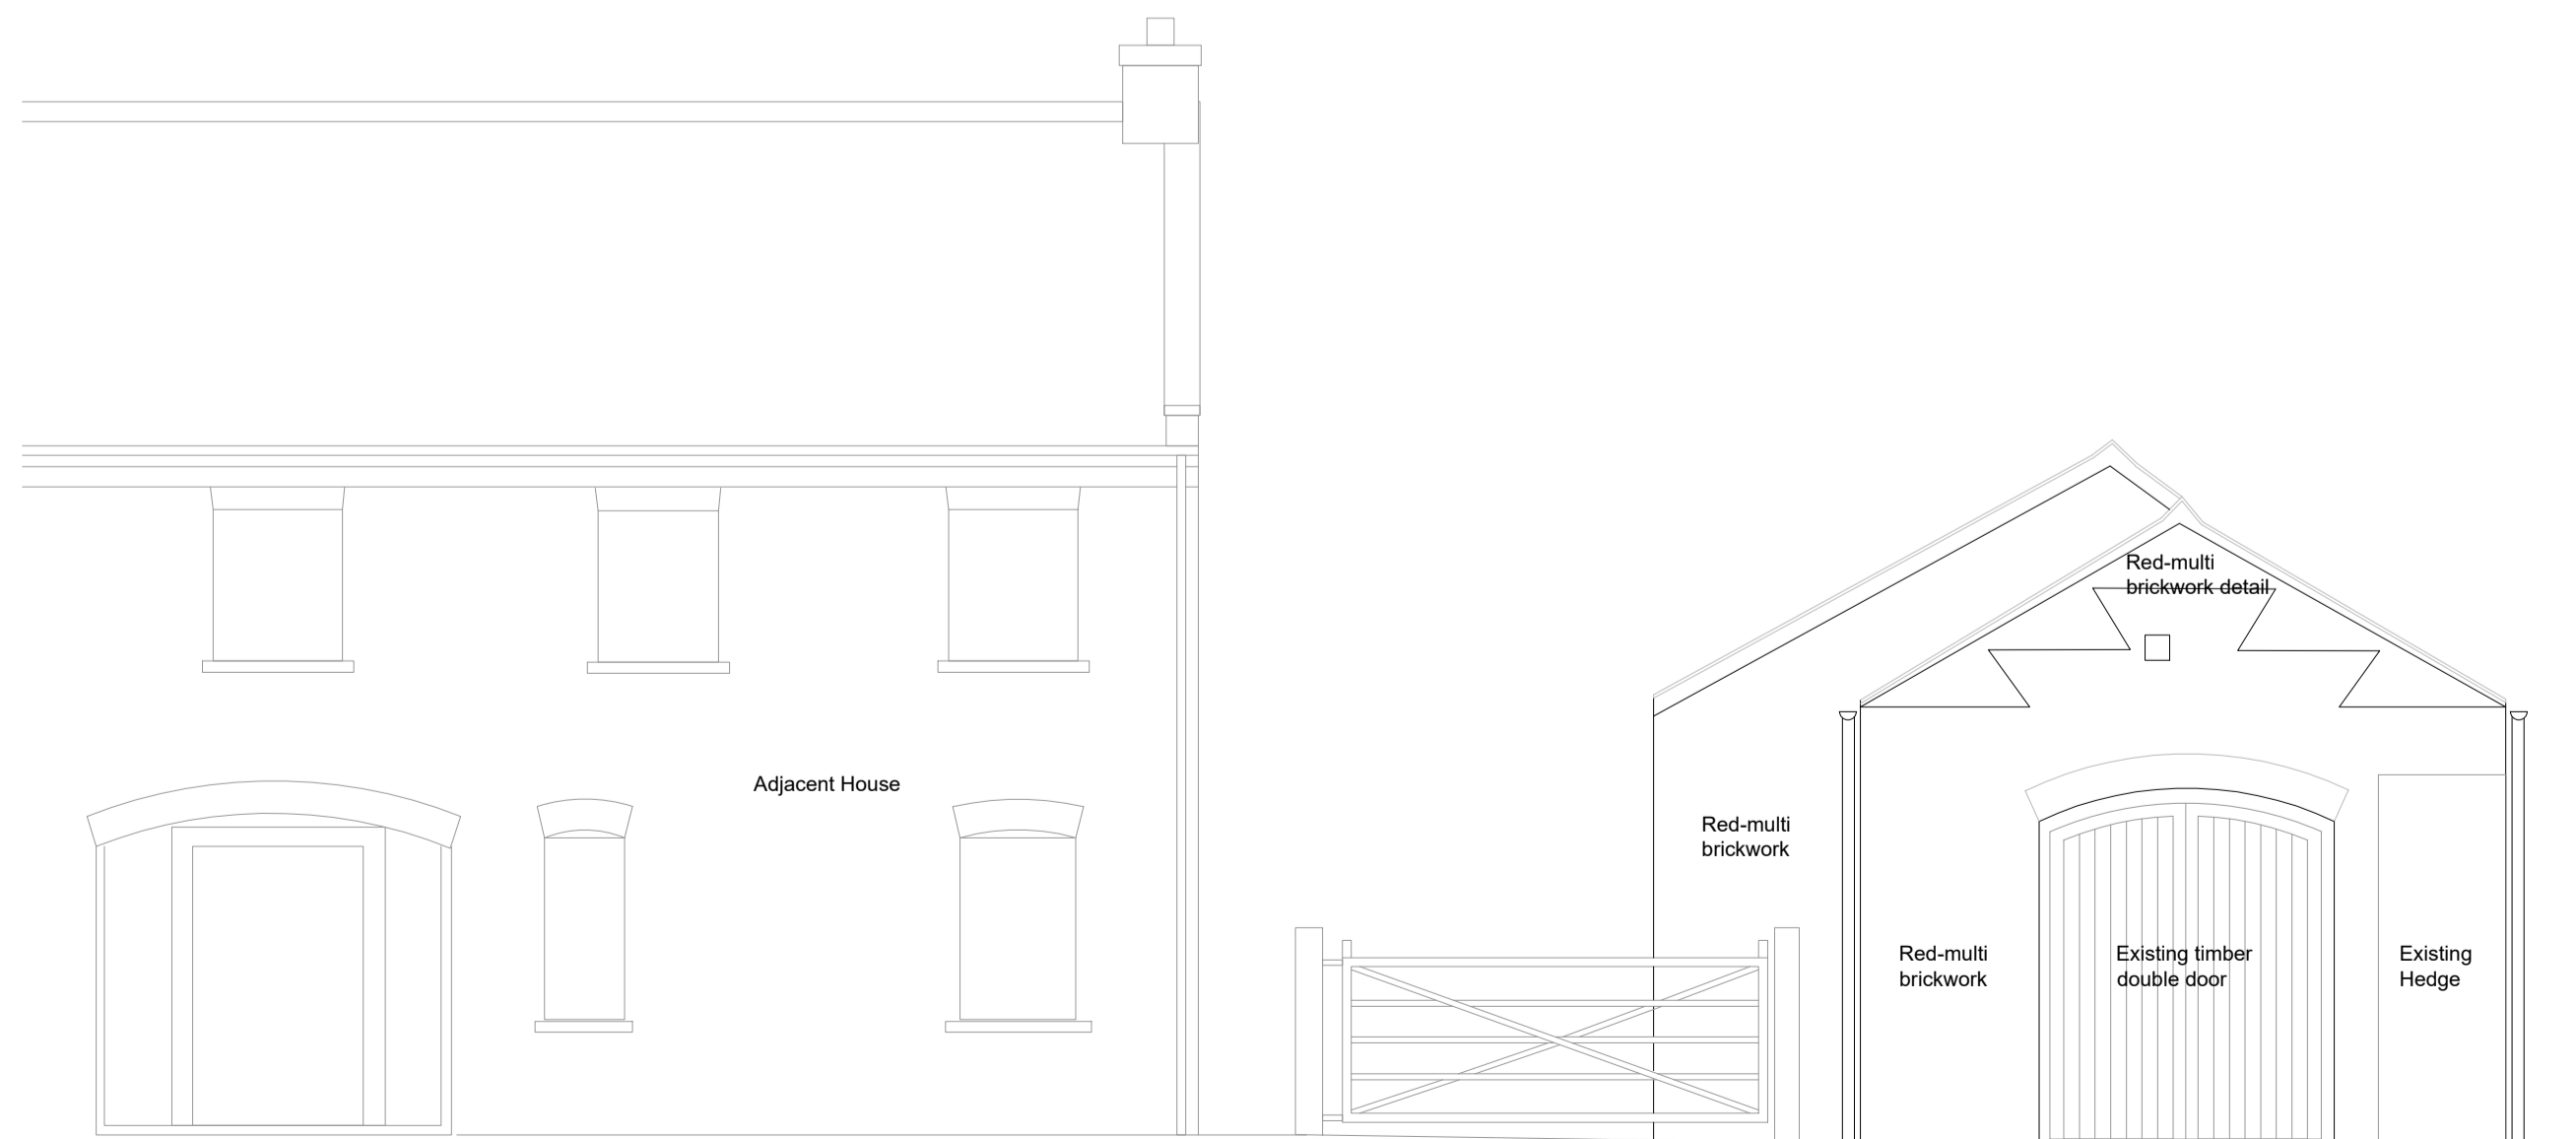 Red-multi
brickwork detail
Adjacent House
Red-multi
brickwork
Red-multi
brickwork
Existing timber
double door
Existing
Hedge